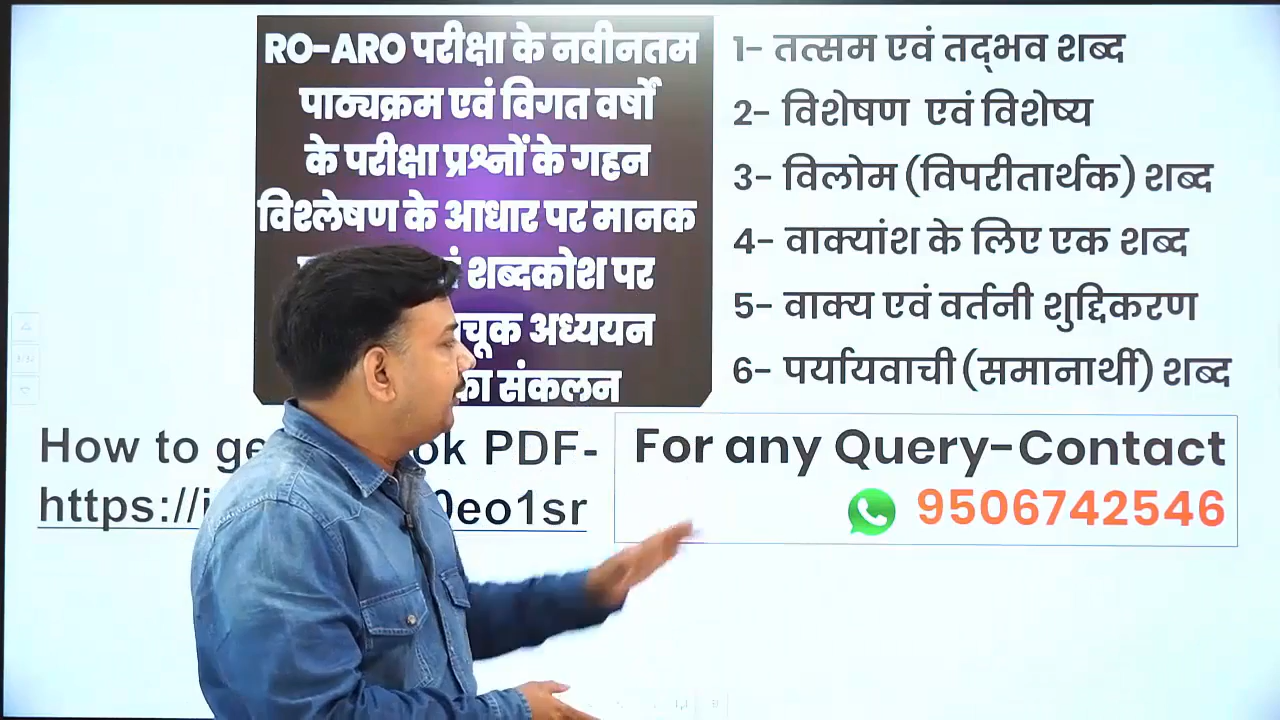 RO-ARO परीक्षा के नवीनतम
पाठ्यक्रम एवं विगत वर्षों
के परीक्षा प्रश्नों के गहन
विश्लेषण के आधार पर मानक
शब्दकोश पर
अध्ययन
का संकलन
1- तत्सम एवं तद्भव शब्द
2- विशेषण एवं विशेष्य
3- विलोम (विपरीतार्थक) शब्द
4- वाक्यांश के लिए एक शब्द
5- वाक्य एवं वर्तनी शुद्दिकरण
6- पर्यायवाची (समानार्थी) शब्द
How to PDF-
https://
0eo1sr
For any Query-Contact
9506742546